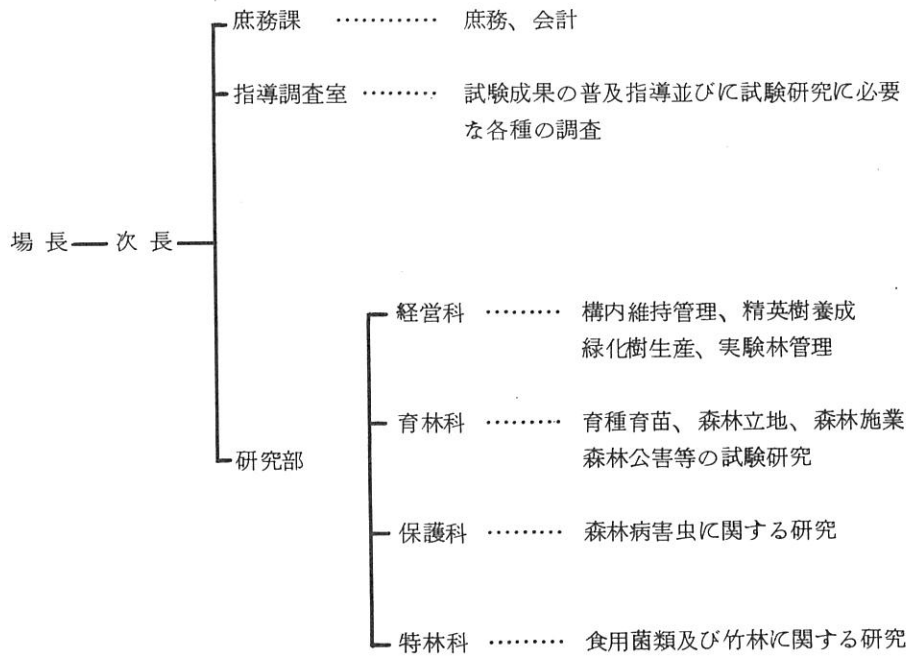 庶務課 ………… 庶務、会計
指導調査室 ……… 試験成果の普及指導並びに試験研究に必要
な各種の調査
場長 次長
経営科 ……… 構内維持管理、精英樹養成
緑化樹生産、実験林管理
育林科 ……… 育種育苗、森林立地、森林施業
森林公害等の試験研究
研究部
保護科 ……… 森林病害虫に関する研究
特林科 ……… 食用菌類及び竹林に関する研究